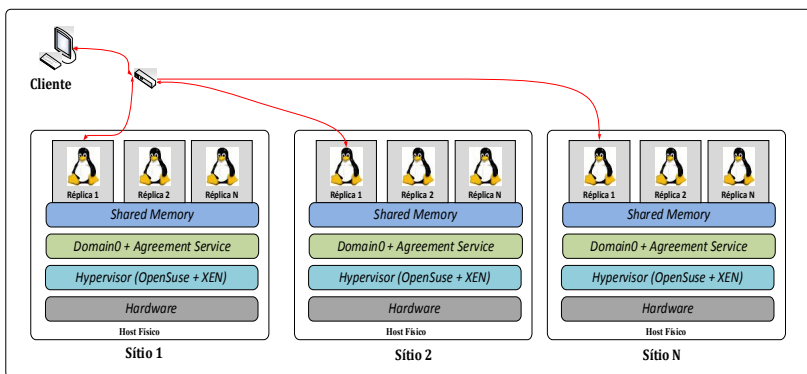 Cliente
Réplica 1 Réplica 2 Réplica N
Shared Memory
Domain0 + Agreement Service
Hypervisor (OpenSuse + XEN)
Hardware
Host Físico
Sítio 1
Réplica 1 Réplica 2 Réplica N
Shared Memory
Domain0 + Agreement Service
Hypervisor (OpenSuse + XEN)
Hardware
Host Físico
Sítio 2
Réplica 1 Réplica 2 Réplica N
Shared Memory
Domain0 + Agreement Service
Hypervisor (OpenSuse + XEN)
Hardware
Host Físico
Sítio N